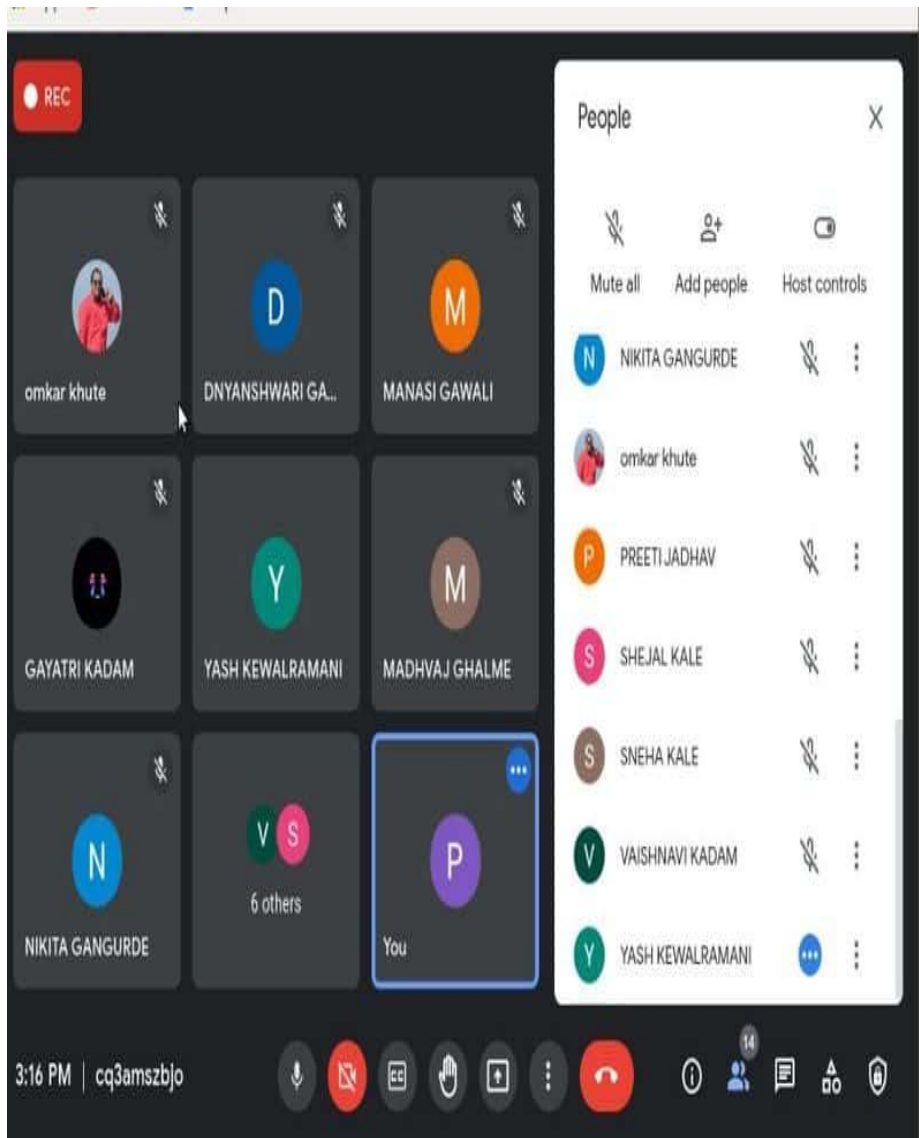 REC
People
Mute all
Add people
Host controls
omkar khute
D
DNYANSHWARI GA...
M
MANASI GAWALI
GAYATRI KADAM
Y
YASH KEWALRAMANI
M
MADHVAJ GHALME
N
NIKITA GANGURDE
V S
6 others
P
You
N NIKITA GANGURDE
omkar khute
P PREETI JADHAV
S SHEJAL KALE
S SNEHA KALE
V VAISHNAVI KADAM
Y YASH KEWALRAMANI
3:16 PM | cq3amszbjo
CC
14